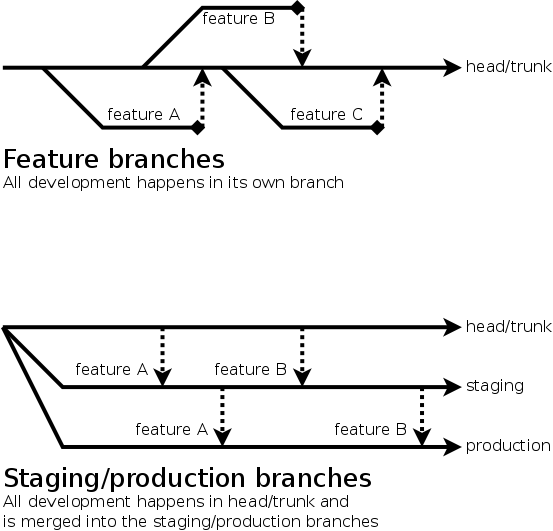 feature B
head/trunk
feature A
feature C
Feature branches
All development happens in its own branch
head/trunk
feature A
feature B
staging
feature A
feature B
production
Staging/production branches
All development happens in head/trunk and
is merged into the staging/production branches